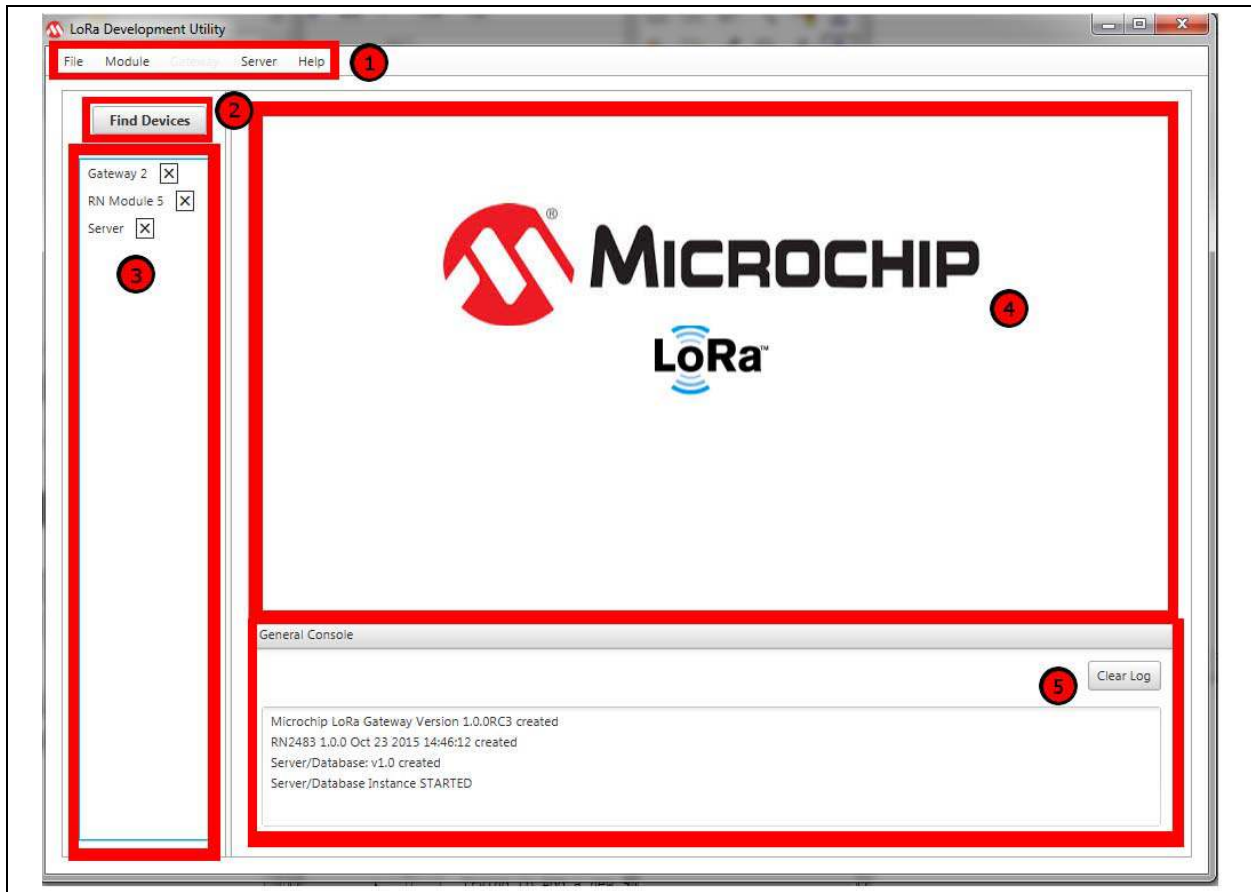 LoRa Development Utility
File Module Gateway Server Help
1
2
Find Devices
Gateway 2
RN Module 5
Server
3
®
MICROCHIP
4
LoRa™
General Console
5
Clear Log
Microchip LoRa Gateway Version 1.0.0RC3 created
RN2483 1.0.0 Oct 23 2015 14:46:12 created
Server/Database: v1.0 created
Server/Database Instance STARTED